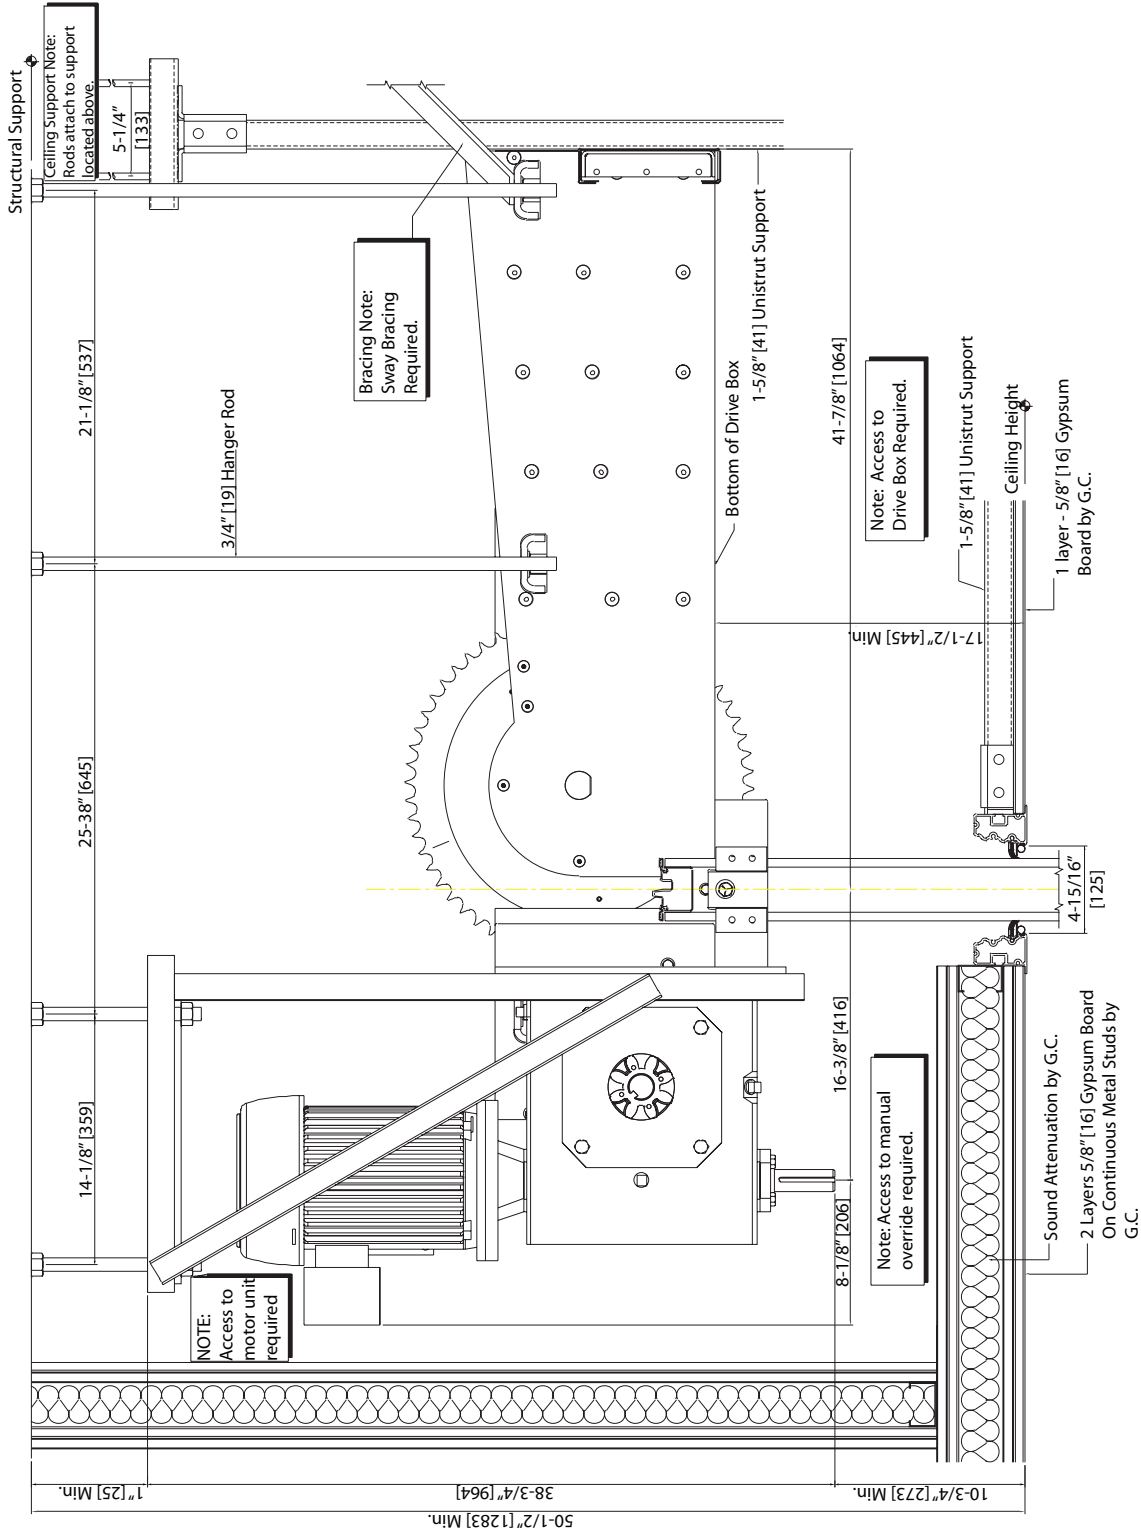 Structural Support
Ceiling Support Note:
Rods attach to support
located above.
5-1/4"
[133]
21-1/8" [537]
3/4" [19] Hanger Rod
25-38" [645]
14-1/8" [359]
Bracing Note:
Sway Bracing
Required.
1-5/8" [41] Unistrut Support
Bottom of Drive Box
41-7/8" [1064]
Note: Access to
Drive Box Required.
1-5/8" [41] Unistrut Support
Ceiling Height
1 layer - 5/8" [16] Gypsum
Board by G.C.
17-1/2" [445] Min.
4-15/16"
[125]
16-3/8" [416]
8-1/8" [206]
Note: Access to manual
override required.
Sound Attenuation by G.C.
2 Layers 5/8" [16] Gypsum Board
On Continuous Metal Studs by
G.C.
NOTE:
Access to
motor unit
required
1" [25] Min.
38-3/4" [964]
10-3/4" [273] Min.
50-1/2" [1283] Min.